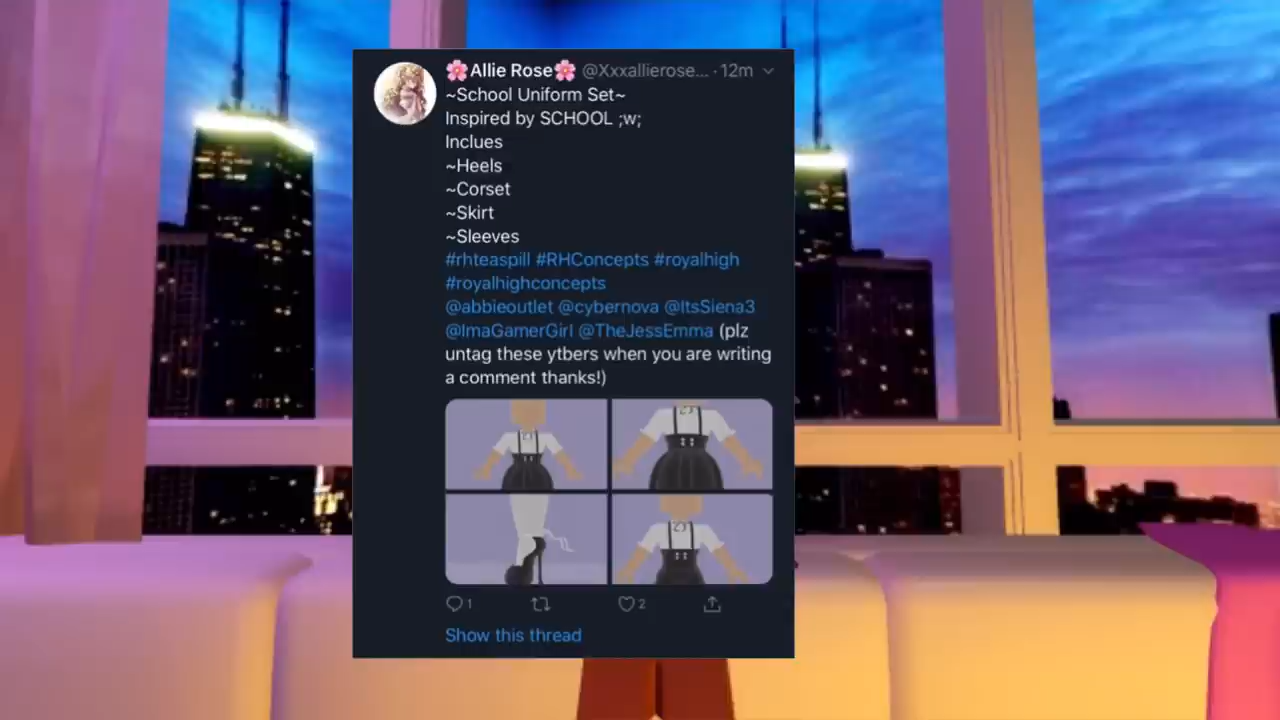 🌸Allie Rose🌸 @Xxxallierose... · 12m
~School Uniform Set~
Inspired by SCHOOL ;w;
Inclues
~Heels
~Corset
~Skirt
~Sleeves
#rhteaspill #RHConcepts #royalhigh
#royalhighconcepts
@abbieoutlet @cybernova @ItsSiena3
@ImaGamerGirl @TheJessEmma (plz
untag these ytbers when you are writing
a comment thanks!)
1 2
Show this thread